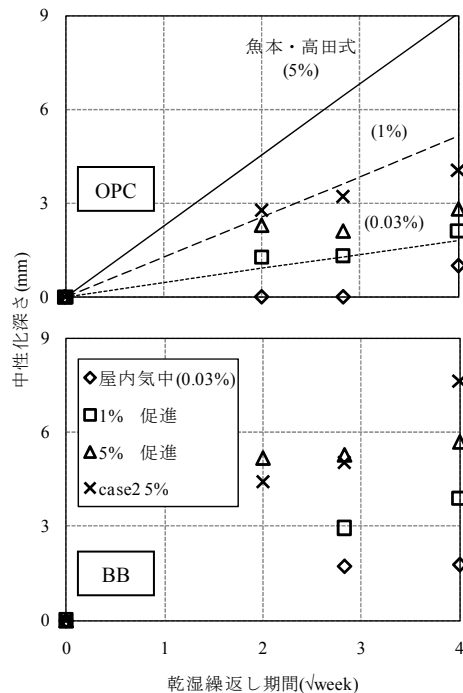 9
6
3
0
魚本・高田式
(5%)
(1%)
(0.03%)
OPC
中性化深さ(mm)
9
6
3
0
屋内気中(0.03%)
1% 促進
5% 促進
case2 5%
BB
0
1
2
3
4
乾湿繰返し期間(√week)